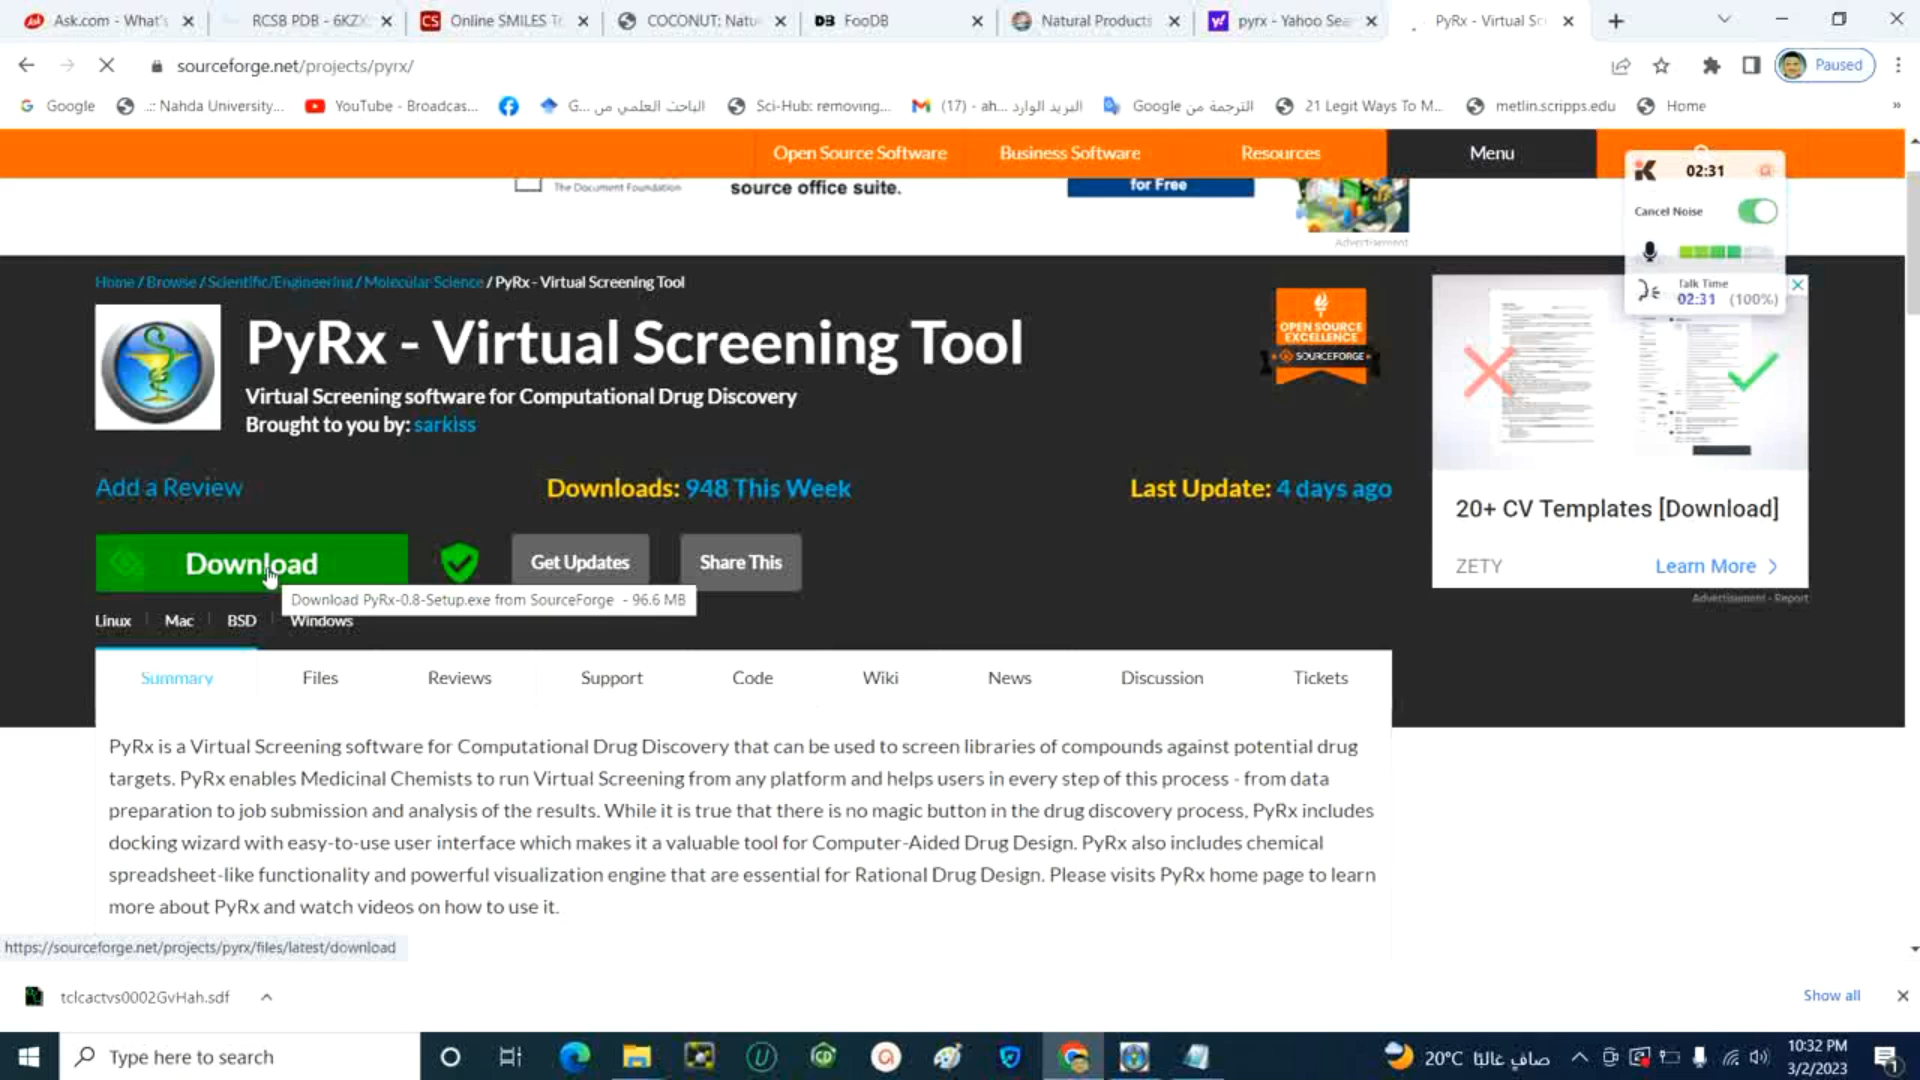 Ask.com - What's
RCSB PDB - 6KZX
CS Online SMILES Tr
COCONUT: Natu
DB FooDB
Natural Products
y! pyrx - Yahoo Sea
PyRx - Virtual Scr
sourceforge.net/projects/pyrx/
Paused
G Google
.:: Nahda University...
YouTube - Broadcas...
الباحث العلمي من G...
Sci-Hub: removing...
البريد الوارد (17) - ah...
الترجمة من Google
21 Legit Ways To M...
metlin.scripps.edu
Home
»
Open Source Software
Business Software
Resources
Menu
The Document Foundation
source office suite.
for Free
Advertisement
02:31
Cancel Noise
Talk Time
02:31 (100%)
Home / Browse / Scientific/Engineering / Molecular Science / PyRx - Virtual Screening Tool
PyRx - Virtual Screening Tool
Virtual Screening software for Computational Drug Discovery
Brought to you by: sarkiss
OPEN SOURCE
EXCELLENCE
SOURCEFORGE
Add a Review
Downloads: 948 This Week
Last Update: 4 days ago
20+ CV Templates [Download]
ZETY
Learn More
Advertisement - Report
Download
Get Updates
Share This
Download PyRx-0.8-Setup.exe from SourceForge - 96.6 MB
Linux
Mac
BSD
Windows
Summary
Files
Reviews
Support
Code
Wiki
News
Discussion
Tickets
PyRx is a Virtual Screening software for Computational Drug Discovery that can be used to screen libraries of compounds against potential drug
targets. PyRx enables Medicinal Chemists to run Virtual Screening from any platform and helps users in every step of this process - from data
preparation to job submission and analysis of the results. While it is true that there is no magic button in the drug discovery process, PyRx includes
docking wizard with easy-to-use user interface which makes it a valuable tool for Computer-Aided Drug Design. PyRx also includes chemical
spreadsheet-like functionality and powerful visualization engine that are essential for Rational Drug Design. Please visits PyRx home page to learn
more about PyRx and watch videos on how to use it.
https://sourceforge.net/projects/pyrx/files/latest/download
tclcactvs0002GvHah.sdf
Show all
Type here to search
20°C صافٍ غالبًا
10:32 PM
3/2/2023
1